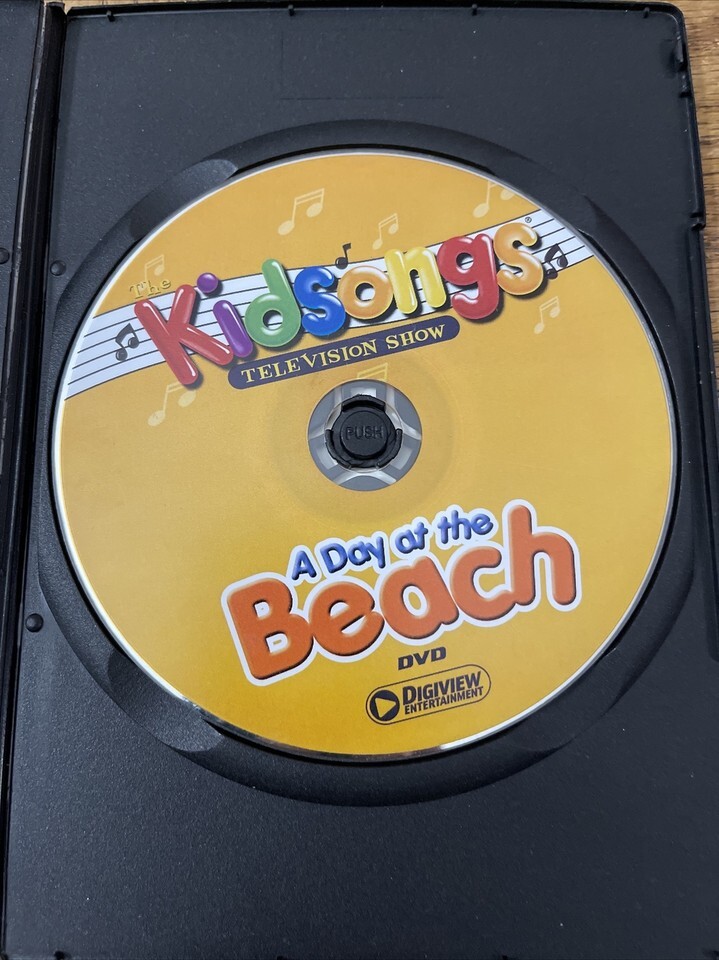 The
Kidsongs®
TELEVISION SHOW
PUSH
A Day at the
Beach
DVD
DIGIVIEW
ENTERTAINMENT